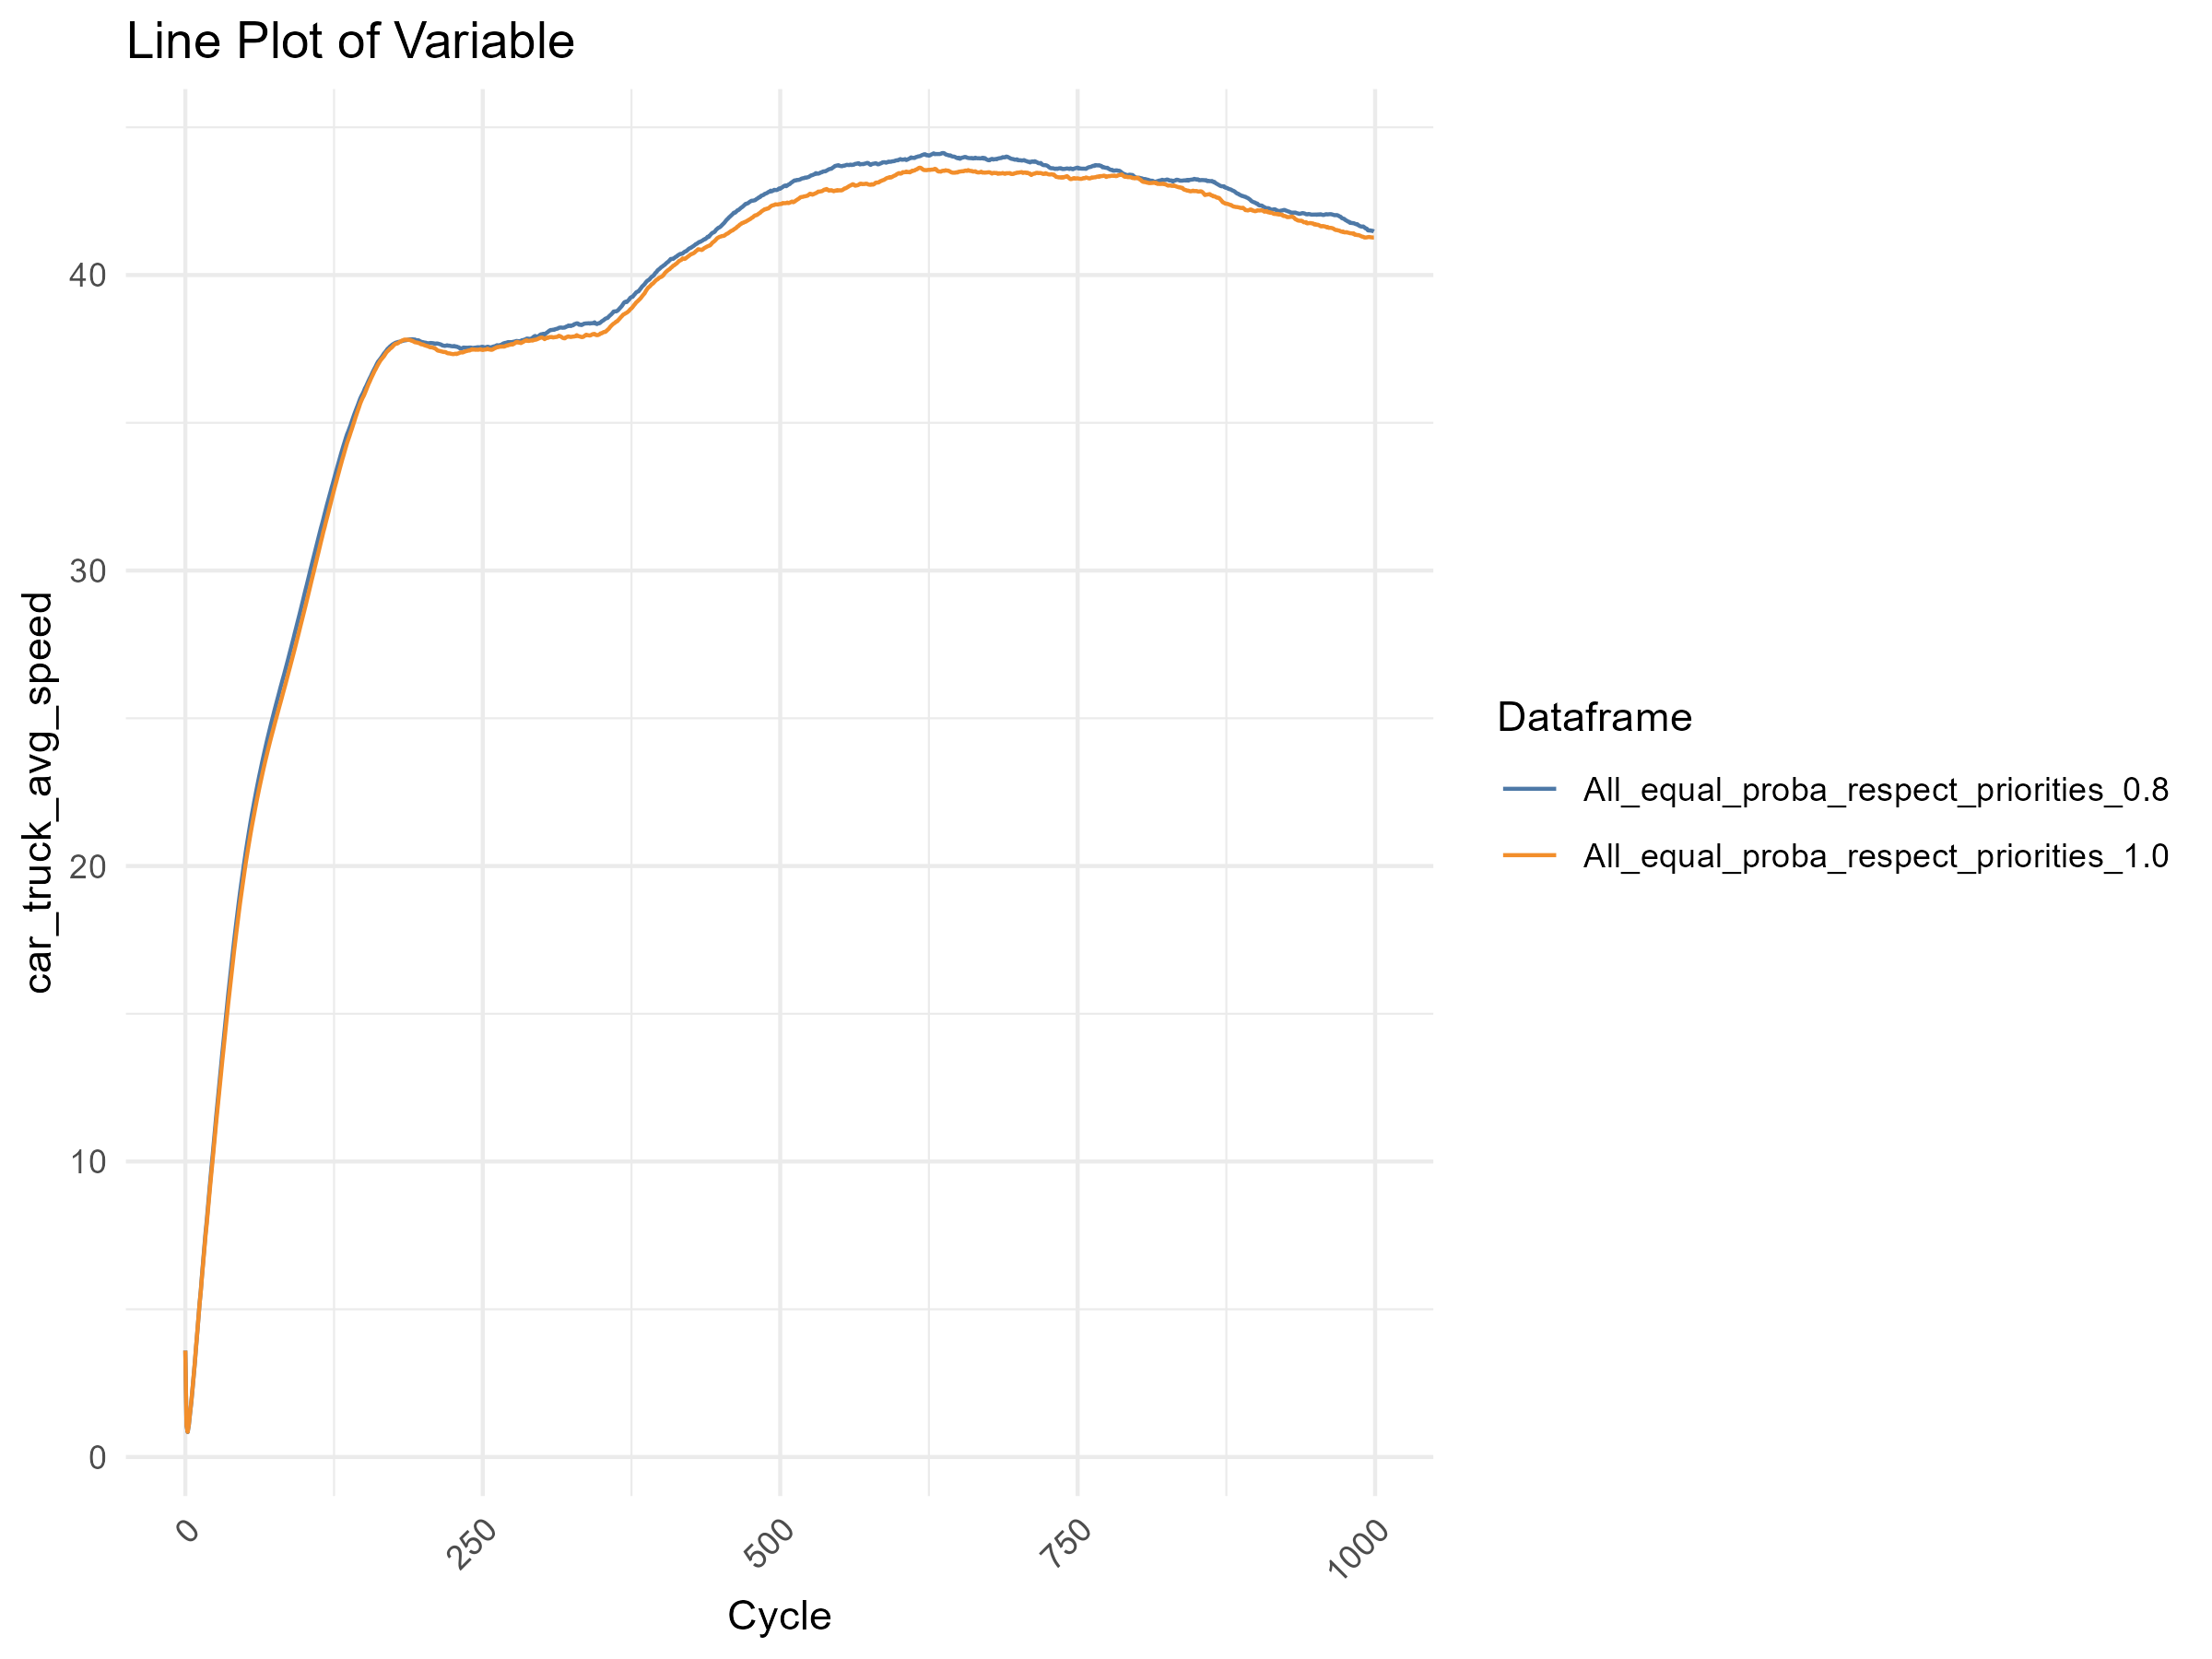 Line Plot of Variable
car_truck_avg_speed
40
30
20
10
0
0
250
500
750
1000
Cycle
Dataframe
All_equal_proba_respect_priorities_0.8
All_equal_proba_respect_priorities_1.0